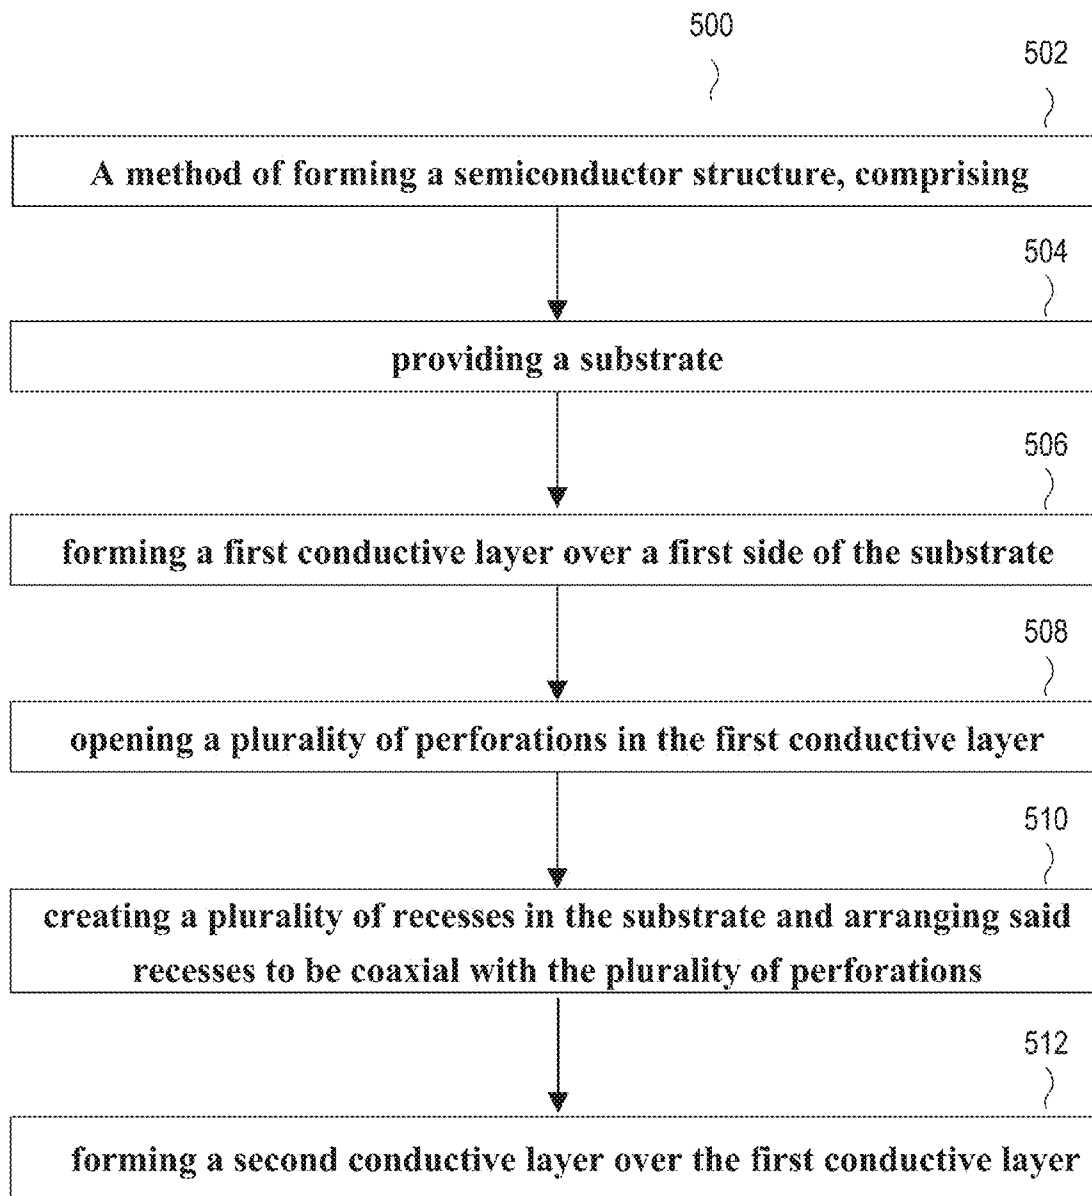 500
502
A method of forming a semiconductor structure, comprising
504
providing a substrate
506
forming a first conductive layer over a first side of the substrate
508
opening a plurality of perforations in the first conductive layer
510
creating a plurality of recesses in the substrate and arranging said
recesses to be coaxial with the plurality of perforations
512
forming a second conductive layer over the first conductive layer